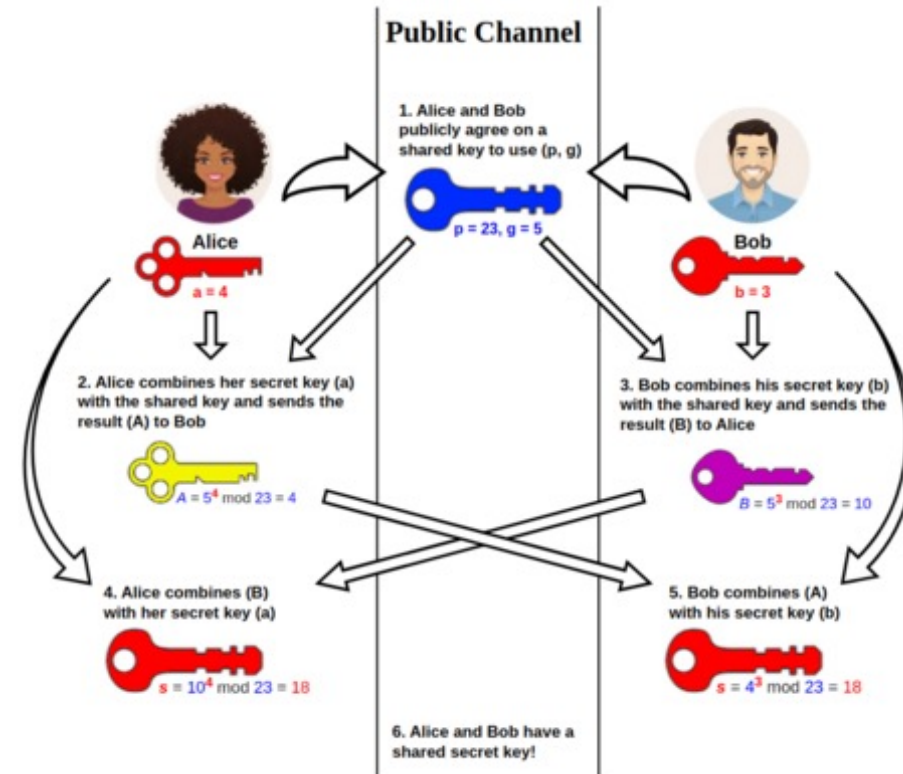 Public Channel
1. Alice and Bob
publicly agree on a
shared key to use (p, g)
p = 23, g = 5
Alice
a = 4
Bob
b = 3
2. Alice combines her secret key (a)
with the shared key and sends the
result (A) to Bob
A = 5⁴ mod 23 = 4
3. Bob combines his secret key (b)
with the shared key and sends the
result (B) to Alice
B = 5³ mod 23 = 10
4. Alice combines (B)
with her secret key (a)
s = 10⁴ mod 23 = 18
5. Bob combines (A)
with his secret key (b)
s = 4³ mod 23 = 18
6. Alice and Bob have a
shared secret key!